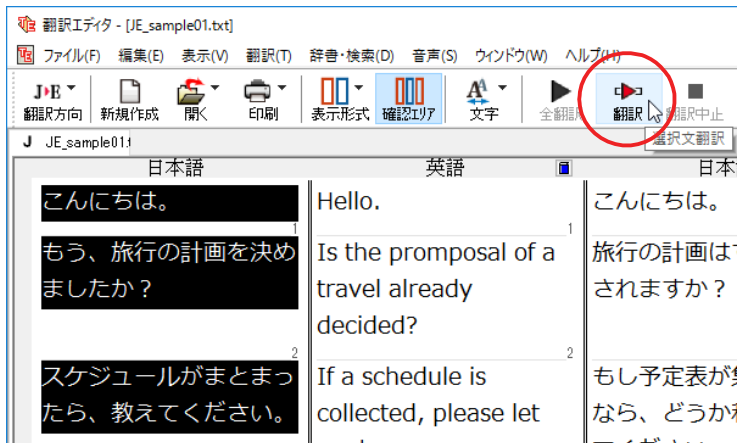 翻訳エディタ - [JE_sample01.txt]
ファイル(F) 編集(E) 表示(V) 翻訳(T) 辞書・検索(D) 音声(S) ウィンドウ(W) ヘルプ(H)
J▶E
翻訳方向 新規作成 開く 印刷 表示形式 確認エリア 文字 全翻訳 翻訳 翻訳中止
選択文翻訳
J JE_sample01.t
日本語 英語 日本
こんにちは。 Hello. こんにちは。
1 1
もう、旅行の計画を決め Is the prompposal of a 旅行の計画は
ましたか？ travel already されますか？
decided?
2 2
スケジュールがまとまっ If a schedule is もし予定表が
たら、教えてください。 collected, please let なら、どうか